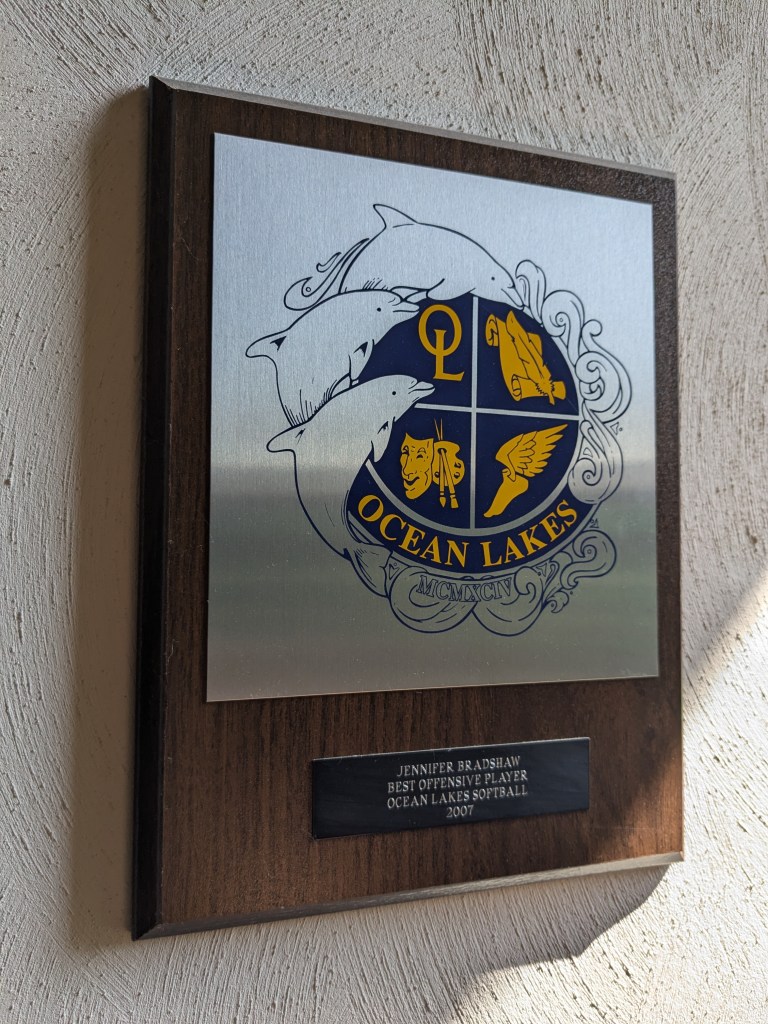 OL
OCEAN LAKES
MCMXCIV
JENNIFER BRADSHAW
BEST OFFENSIVE PLAYER
OCEAN LAKES SOFTBALL
2007